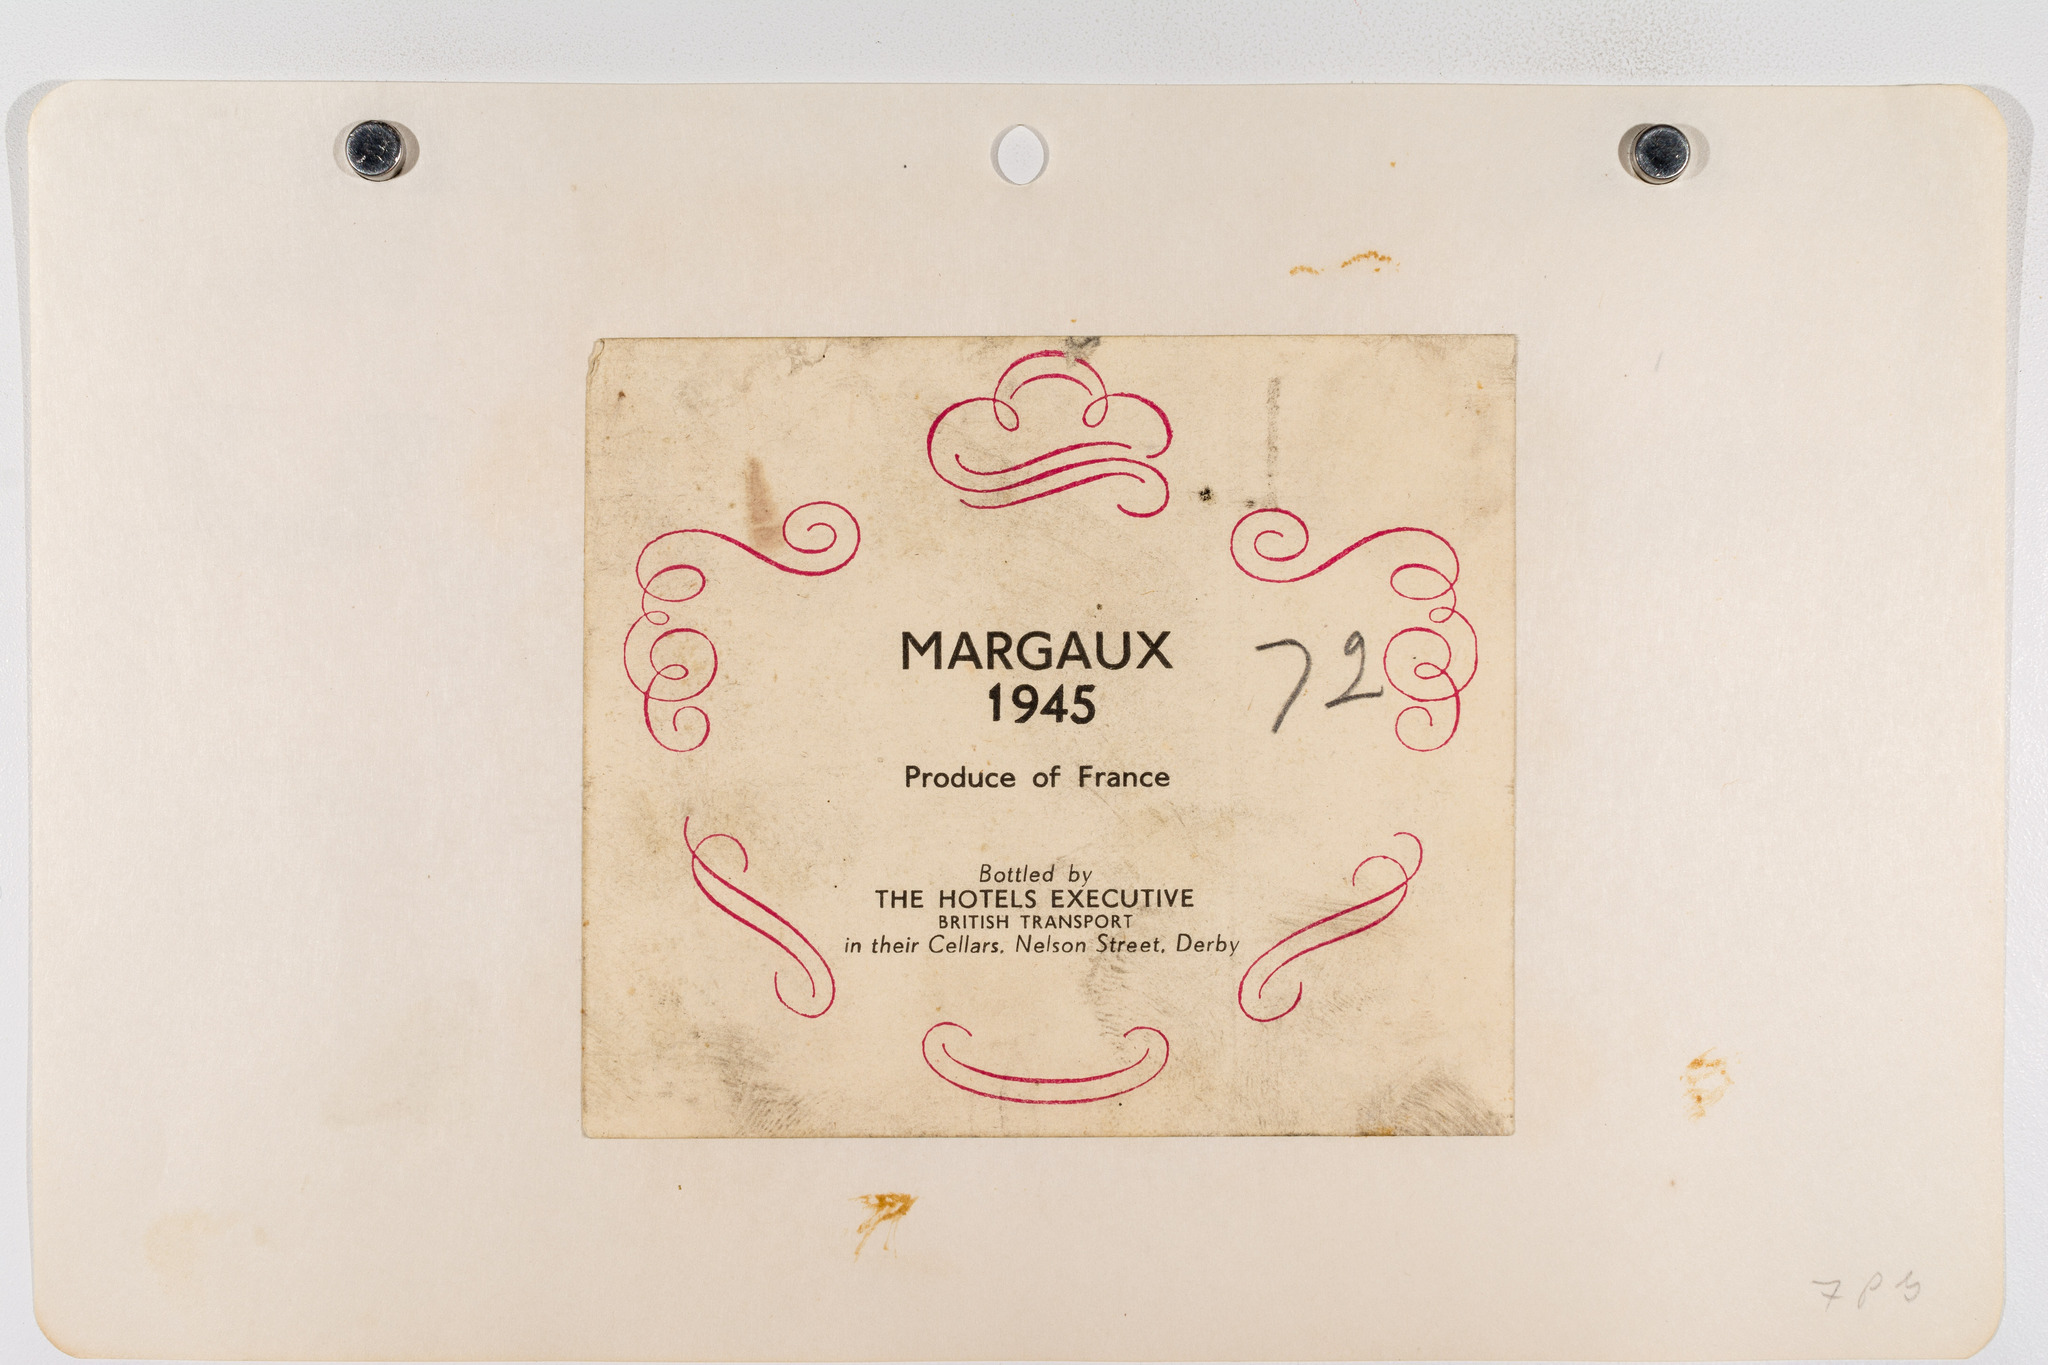 MARGAUX
1945
72
Produce of France
Bottled by
THE HOTELS EXECUTIVE
BRITISH TRANSPORT
in their Cellars, Nelson Street, Derby